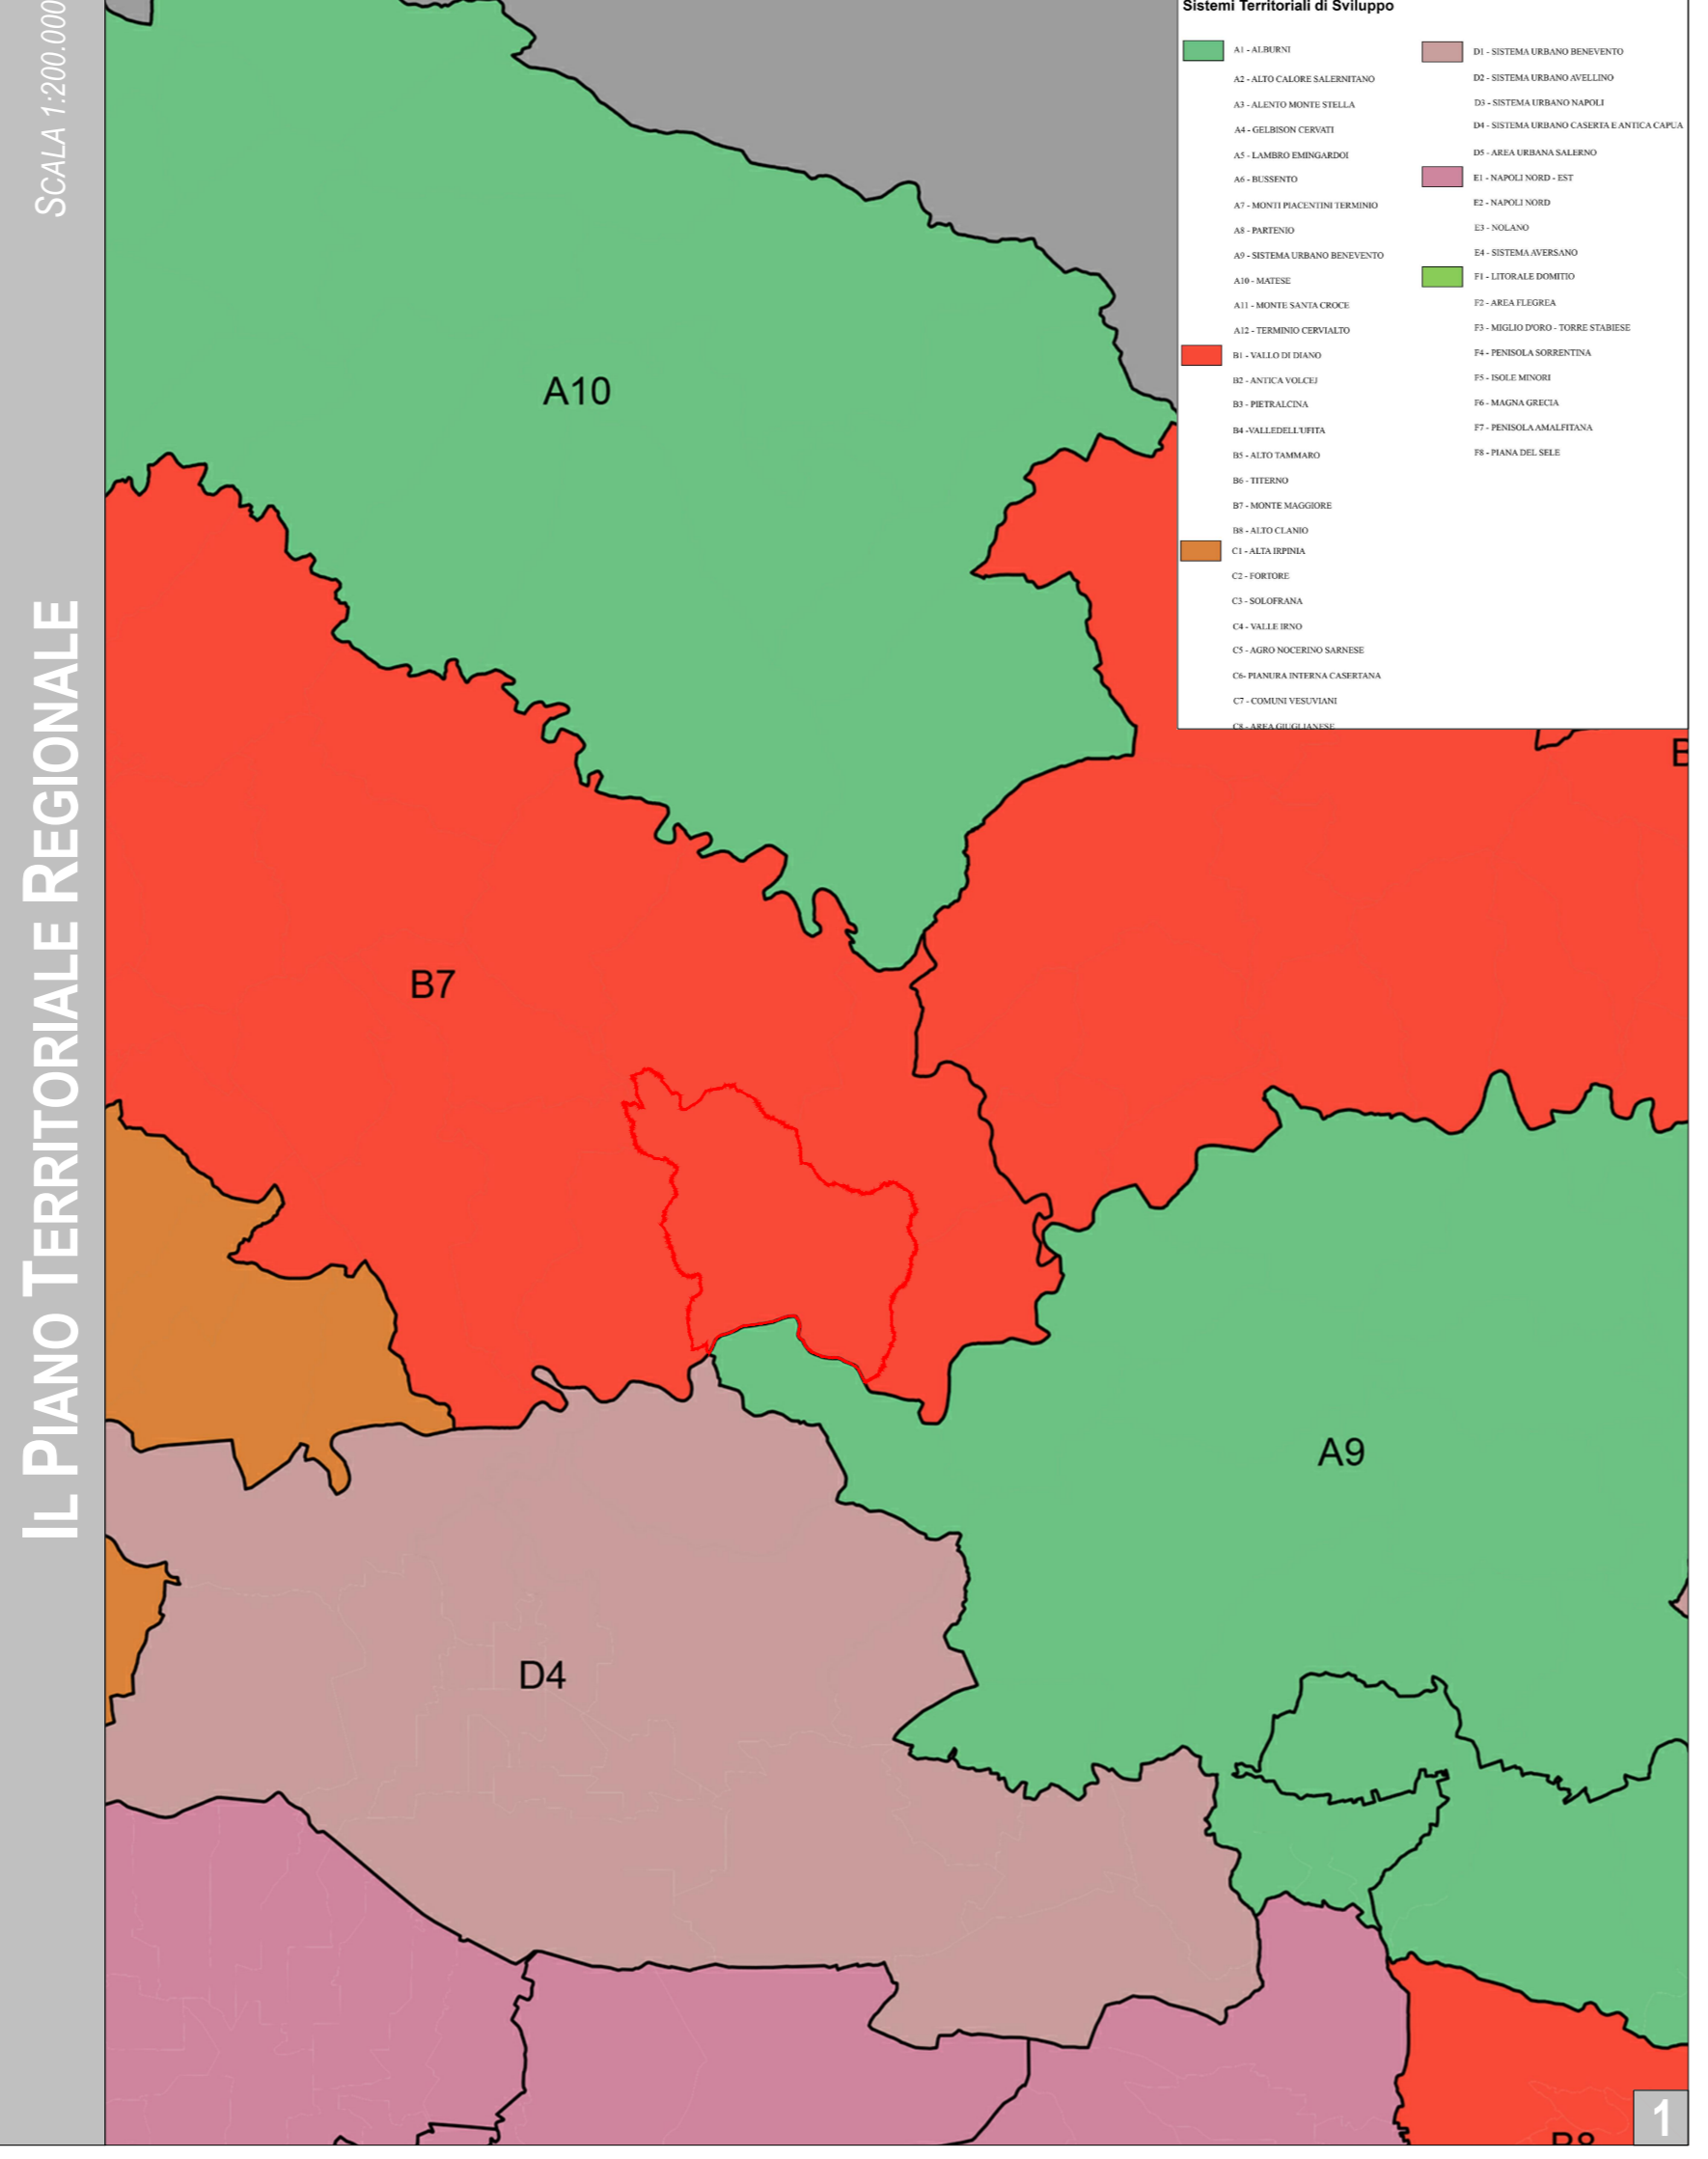 SCALA 1:200.000
IL PIANO TERRITORIALE REGIONALE
Sistemi Territoriali di Sviluppo
A1 - ALBURNI
A2 - ALTO CALORE SALERNITANO
A3 - ALENTO MONTE STELLA
A4 - GELBISON CERVATI
A5 - LAMBRO EMINGARDOI
A6 - BUSSENTO
A7 - MONTI PIACENTINI TERMINIO
A8 - PARTENIO
A9 - SISTEMA URBANO BENEVENTO
A10 - MATESE
A11 - MONTE SANTA CROCE
A12 - TERMINIO CERVIALTO
B1 - VALLO DI DIANO
B2 - ANTICA VOLCEJ
B3 - PIETRALCINA
B4 -VALLEDELL'UFITA
B5 - ALTO TAMMARO
B6 - TITERNO
B7 - MONTE MAGGIORE
B8 - ALTO CLANIO
C1 - ALTA IRPINIA
C2 - FORTORE
C3 - SOLOFRANA
C4 - VALLE IRNO
C5 - AGRO NOCERINO SARNESE
C6- PIANURA INTERNA CASERTANA
C7 - COMUNI VESUVIANI
C8 - AREA GIUGLIANESE
D1 - SISTEMA URBANO BENEVENTO
D2 - SISTEMA URBANO AVELLINO
D3 - SISTEMA URBANO NAPOLI
D4 - SISTEMA URBANO CASERTA E ANTICA CAPUA
D5 - AREA URBANA SALERNO
E1 - NAPOLI NORD - EST
E2 - NAPOLI NORD
E3 - NOLANO
E4 - SISTEMA AVERSANO
F1 - LITORALE DOMITIO
F2 - AREA FLEGREA
F3 - MIGLIO D'ORO - TORRE STABIESE
F4 - PENISOLA SORRENTINA
F5 - ISOLE MINORI
F6 - MAGNA GRECIA
F7 - PENISOLA AMALFITANA
F8 - PIANA DEL SELE
A10
B7
A9
D4
B8
1